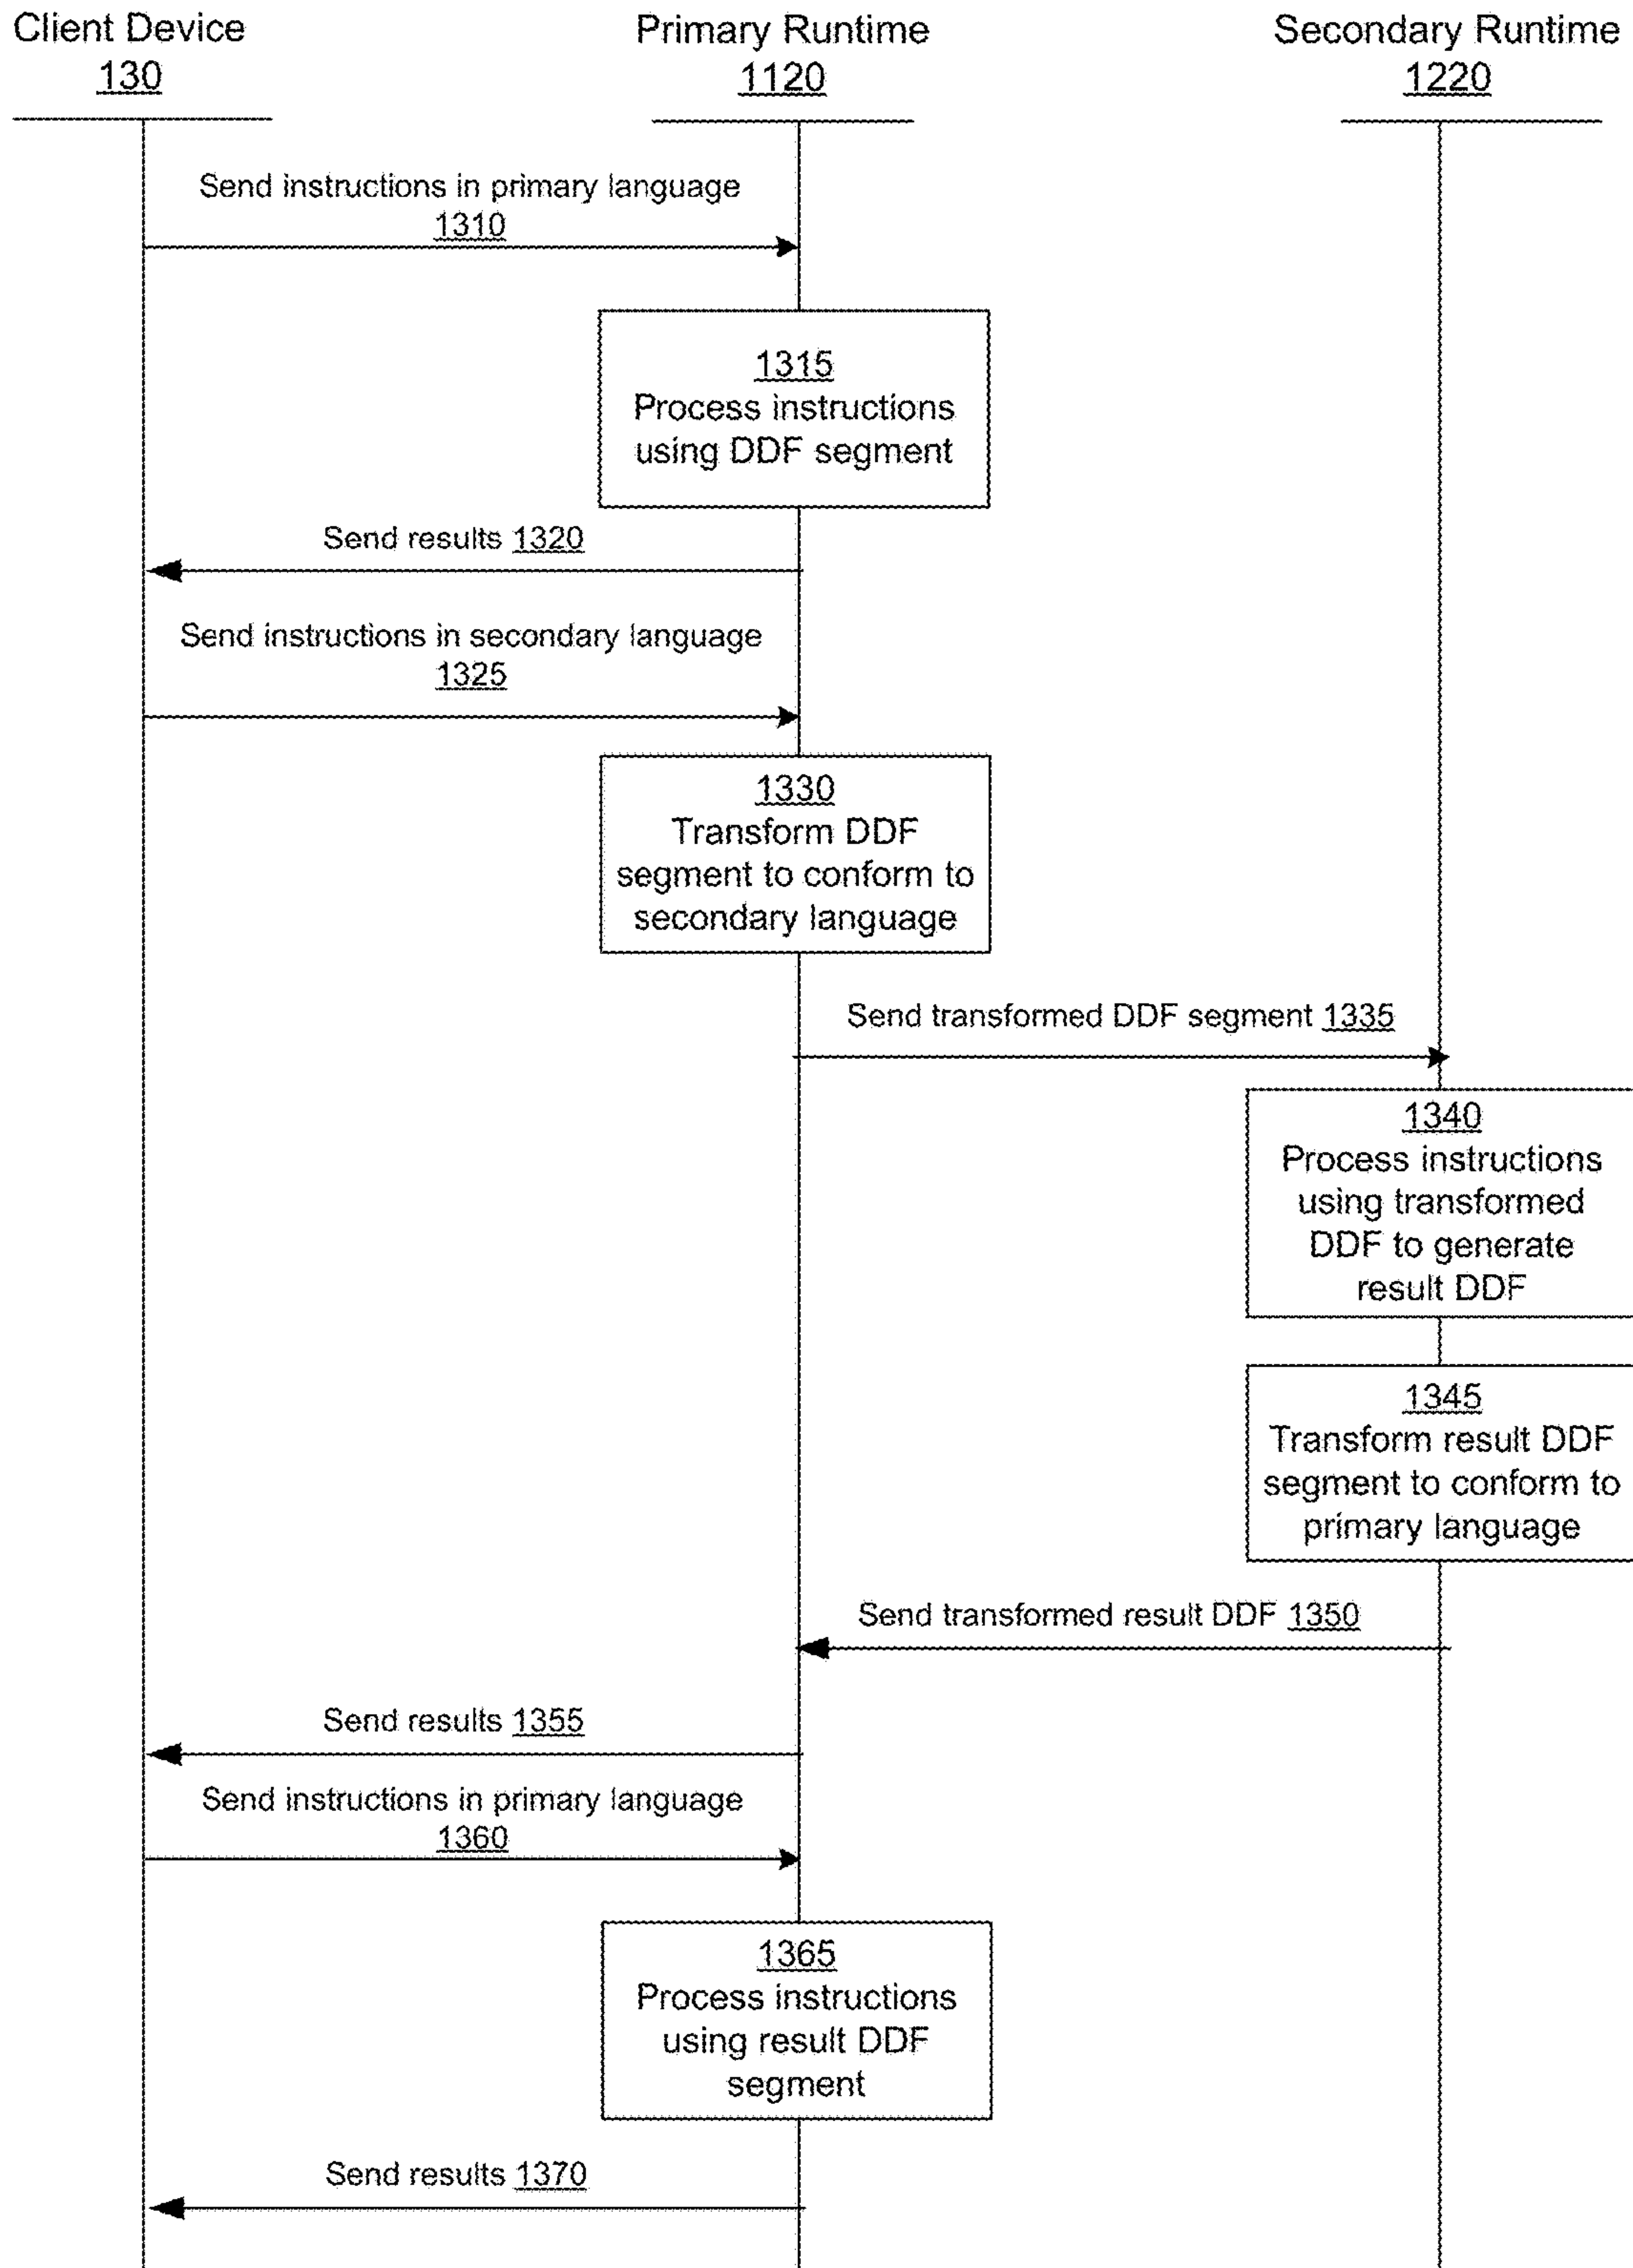 Client Device
130
Primary Runtime
1120
Secondary Runtime
1220
Send instructions in primary language
1310
1315
Process instructions
using DDF segment
Send results 1320
Send instructions in secondary language
1325
1330
Transform DDF
segment to conform to
secondary language
Send transformed DDF segment 1335
1340
Process instructions
using transformed
DDF to generate
result DDF
1345
Transform result DDF
segment to conform to
primary language
Send transformed result DDF 1350
Send results 1355
Send instructions in primary language
1360
1365
Process instructions
using result DDF
segment
Send results 1370